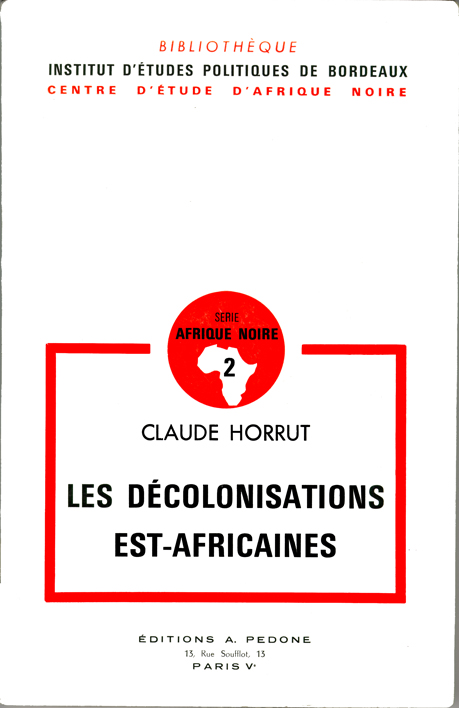 BIBLIOTHÈQUE
INSTITUT D'ÉTUDES POLITIQUES DE BORDEAUX
CENTRE D'ÉTUDE D'AFRIQUE NOIRE
SÉRIE
AFRIQUE NOIRE
2
CLAUDE HORRUT
LES DÉCOLONISATIONS
EST-AFRICAINES
ÉDITIONS A. PEDONE
13, Rue Soufflot, 13
PARIS Ve